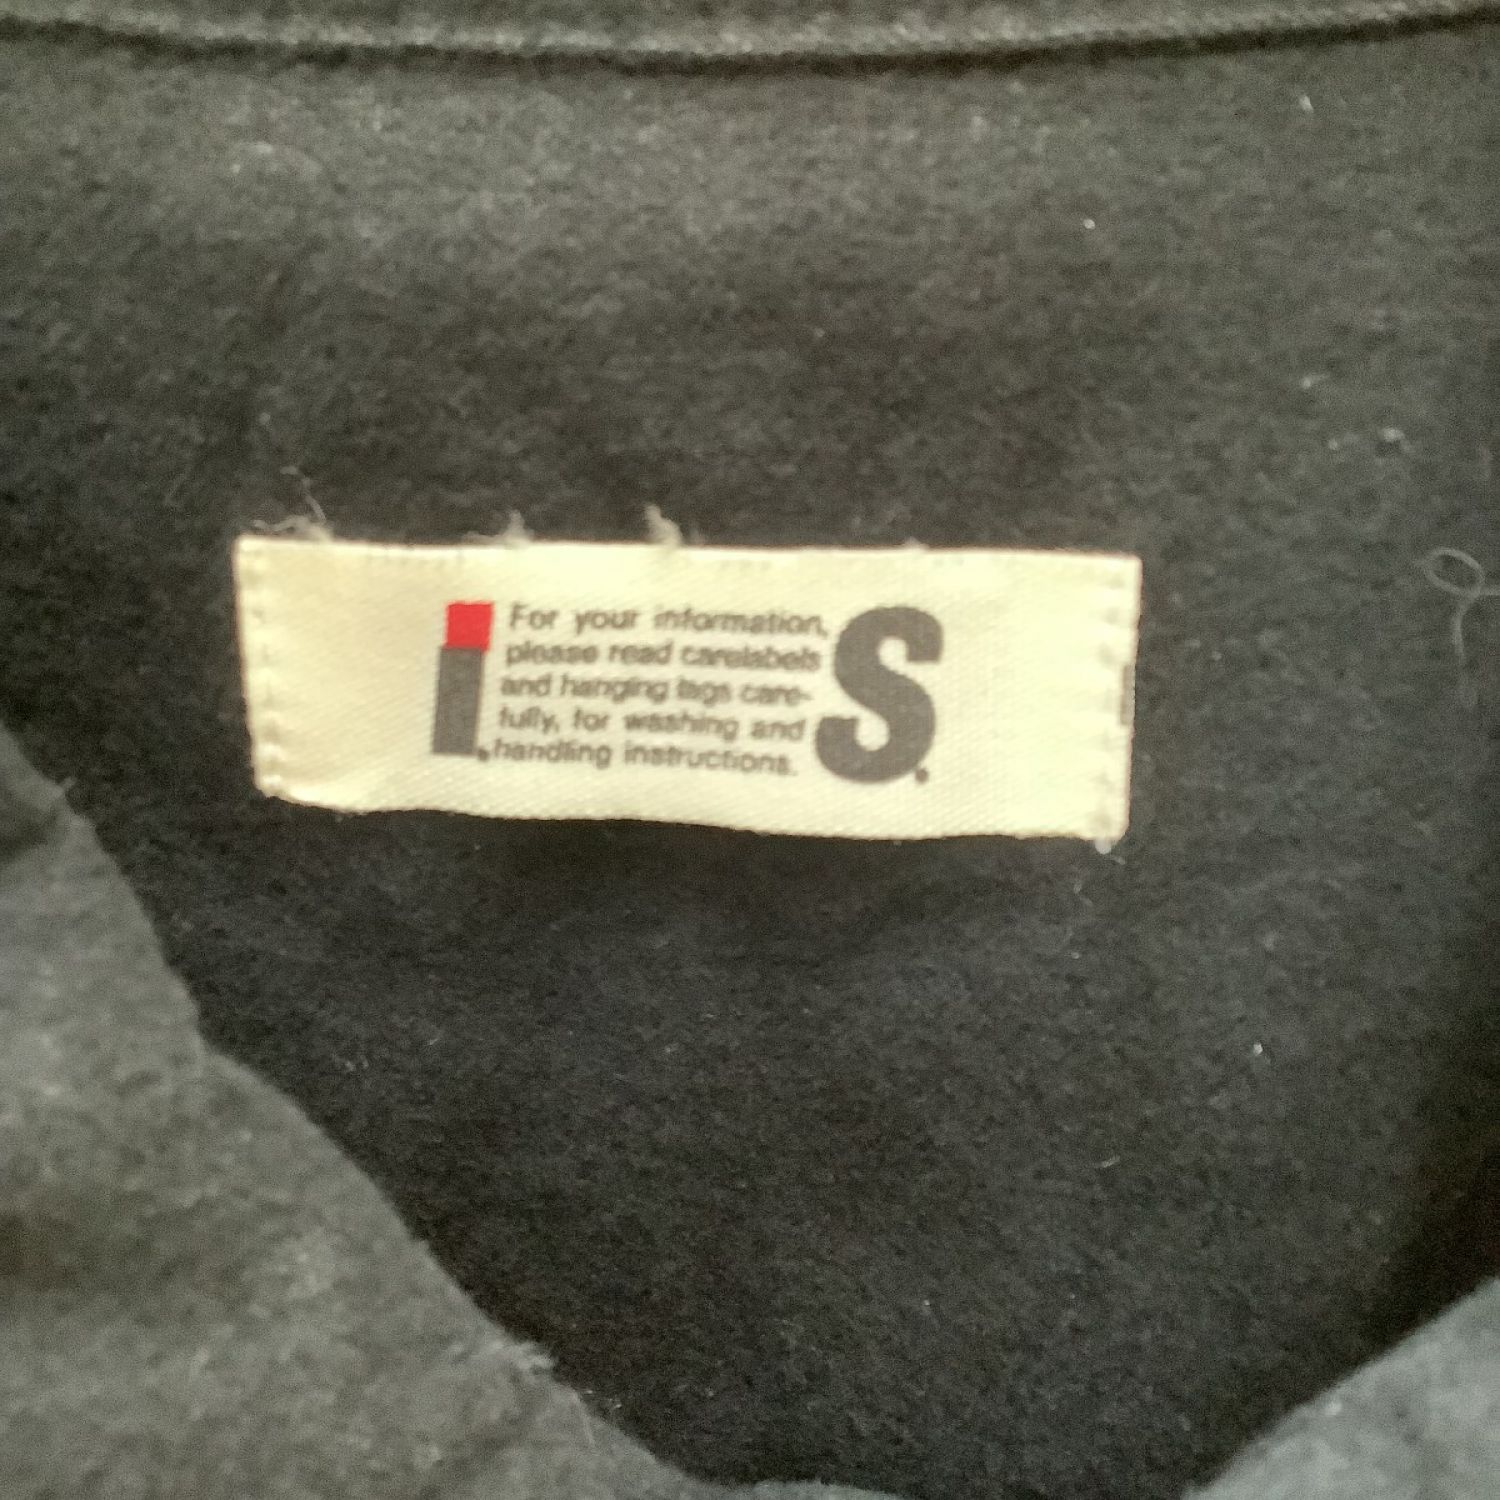 i.S.
For your information,
please read carelabels
and hanging tags care-
fully, for washing and
handling instructions.